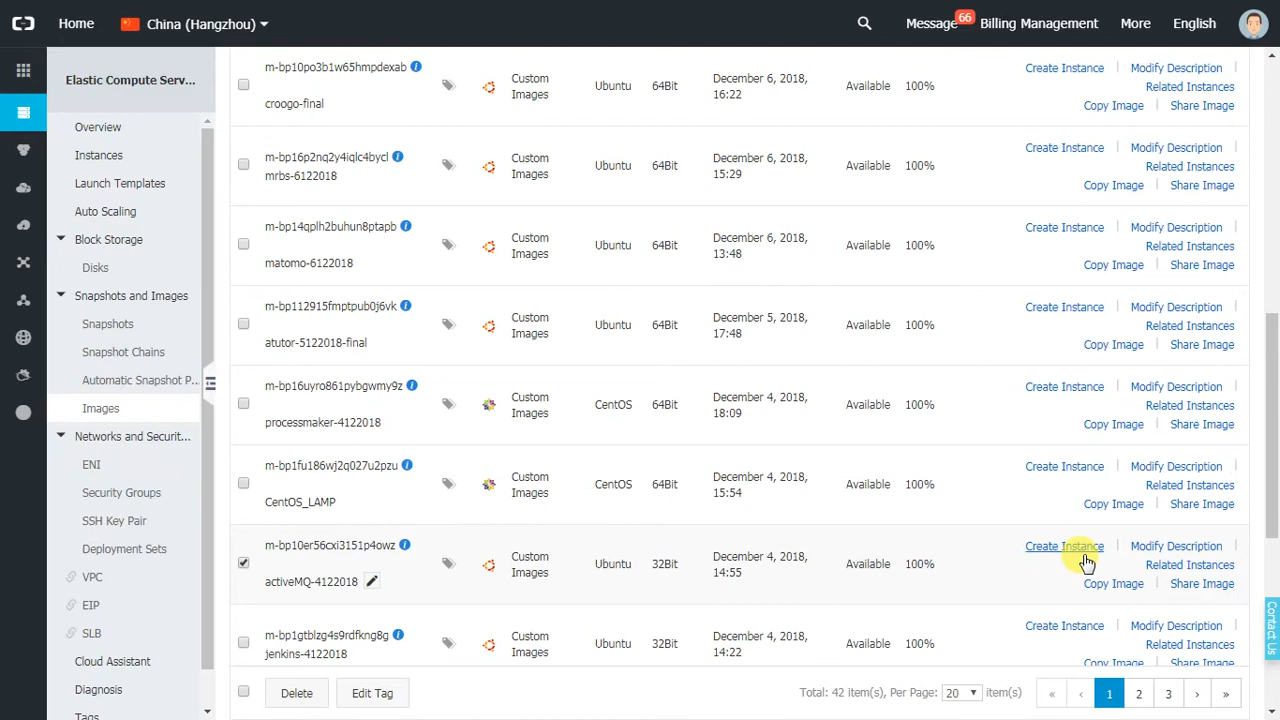 Home China (Hangzhou) Message 66 Billing Management More English
Elastic Compute Serv...
Overview
Instances
Launch Templates
Auto Scaling
Block Storage
Disks
Snapshots and Images
Snapshots
Snapshot Chains
Automatic Snapshot P...
Images
Networks and Securit...
ENI
Security Groups
SSH Key Pair
Deployment Sets
VPC
EIP
SLB
Cloud Assistant
Diagnosis
Tags
m-bp10po3b1w65hmpdexab
croogo-final
Custom
Images
Ubuntu 64Bit
December 6, 2018,
16:22
Available 100%
Create Instance Modify Description
Related Instances
Copy Image Share Image
m-bp16p2nq2y4iqlc4bycl
mrbs-6122018
Custom
Images
Ubuntu 64Bit
December 6, 2018,
15:29
Available 100%
Create Instance Modify Description
Related Instances
Copy Image Share Image
m-bp14qplh2buhun8ptapb
matomo-6122018
Custom
Images
Ubuntu 64Bit
December 6, 2018,
13:48
Available 100%
Create Instance Modify Description
Related Instances
Copy Image Share Image
m-bp112915fmptpub0j6vk
atutor-5122018-final
Custom
Images
Ubuntu 64Bit
December 5, 2018,
17:48
Available 100%
Create Instance Modify Description
Related Instances
Copy Image Share Image
m-bp16uyro861pybgwmy9z
processmaker-4122018
Custom
Images
CentOS 64Bit
December 4, 2018,
18:09
Available 100%
Create Instance Modify Description
Related Instances
Copy Image Share Image
m-bp1fu186wj2q027u2pzu
CentOS_LAMP
Custom
Images
CentOS 64Bit
December 4, 2018,
15:54
Available 100%
Create Instance Modify Description
Related Instances
Copy Image Share Image
m-bp10er56cxi3151p4owz
activeMQ-4122018
Custom
Images
Ubuntu 32Bit
December 4, 2018,
14:55
Available 100%
Create Instance Modify Description
Related Instances
Copy Image Share Image
m-bp1gtblzg4s9rdfkng8g
jenkins-4122018
Custom
Images
Ubuntu 32Bit
December 4, 2018,
14:22
Available 100%
Create Instance Modify Description
Related Instances
Copy Image Share Image
Delete Edit Tag Total: 42 item(s), Per Page: 20 item(s) « ‹ 1 2 3 › »
Contact Us